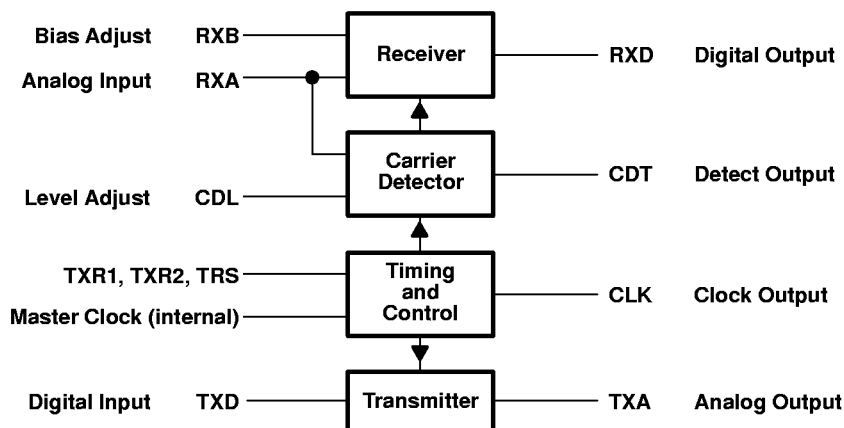 Bias Adjust RXB
Receiver
RXD Digital Output
Analog Input RXA
Carrier
Detector
CDT Detect Output
Level Adjust CDL
TXR1, TXR2, TRS
Timing
and
Control
CLK Clock Output
Master Clock (internal)
Digital Input TXD
Transmitter
TXA Analog Output